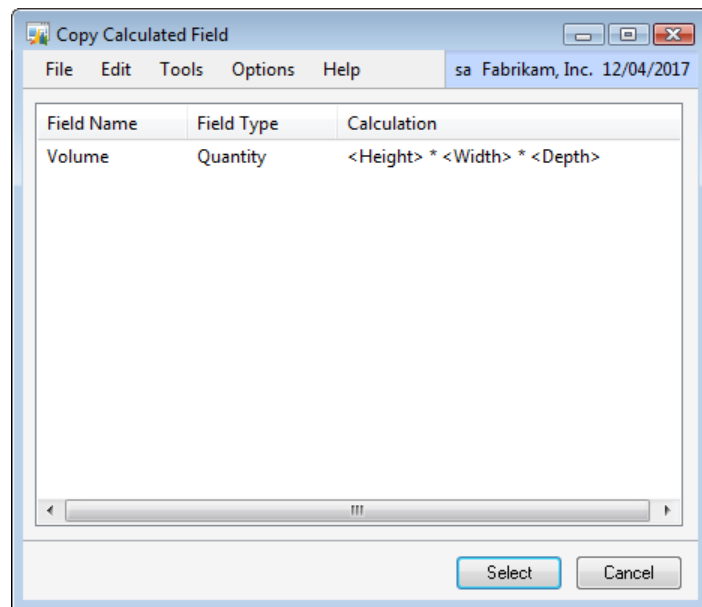 Copy Calculated Field
File Edit Tools Options Help sa Fabrikam, Inc. 12/04/2017
Field Name Field Type Calculation
Volume Quantity <Height> * <Width> * <Depth>
Select Cancel